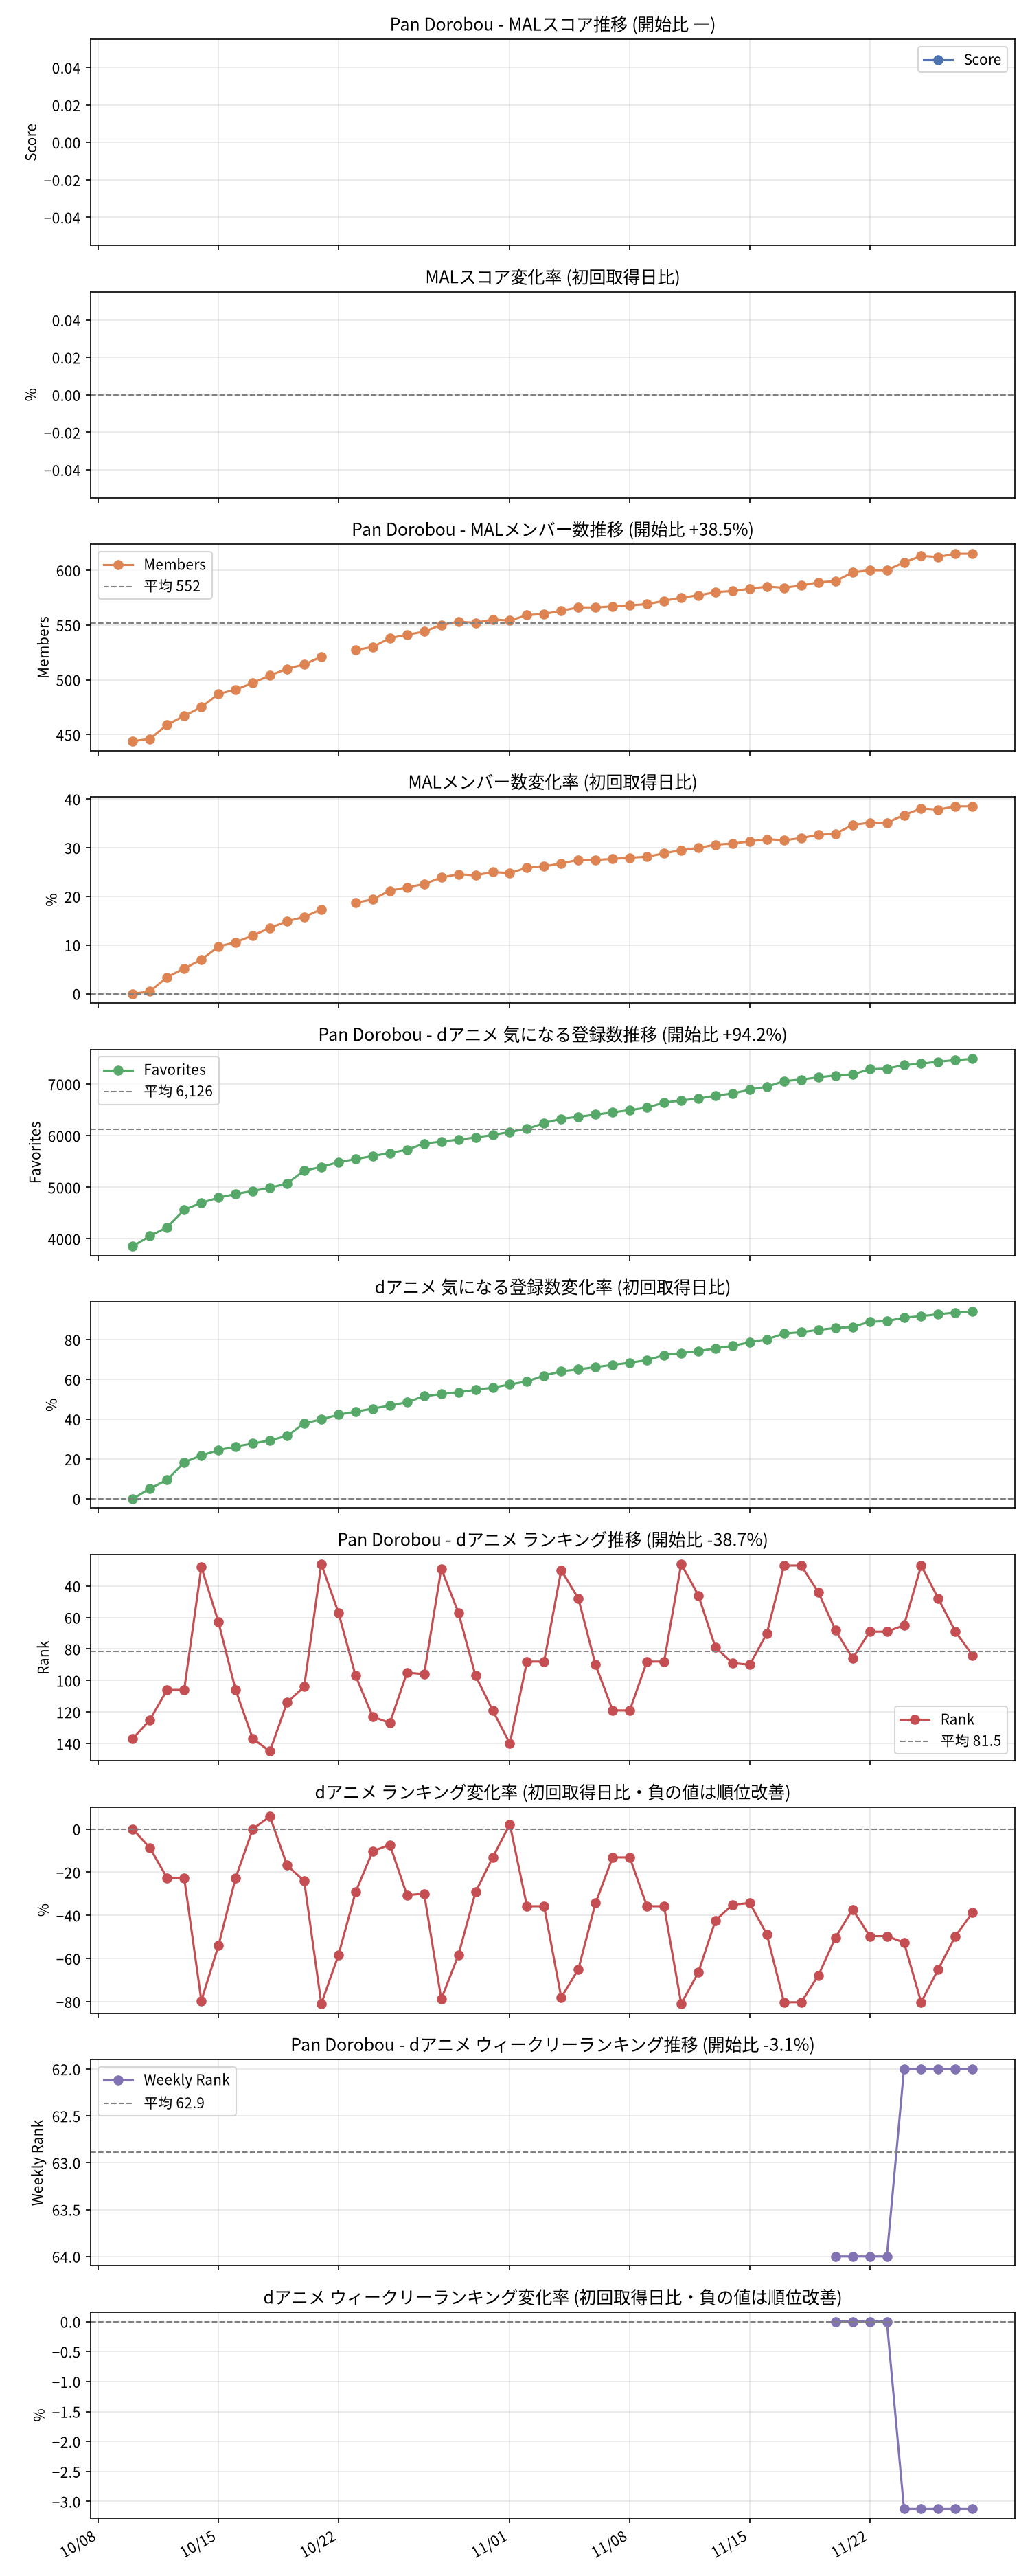 Pan Dorobou - MALスコア推移 (開始比 —)
Score
0.04
0.02
0.00
−0.02
−0.04
Score
MALスコア変化率 (初回取得日比)
0.04
0.02
0.00
−0.02
−0.04
%
Pan Dorobou - MALメンバー数推移 (開始比 +38.5%)
Members
平均 552
600
550
500
450
Members
MALメンバー数変化率 (初回取得日比)
40
30
20
10
0
%
Pan Dorobou - dアニメ 気になる登録数推移 (開始比 +94.2%)
Favorites
平均 6,126
7000
6000
5000
4000
Favorites
dアニメ 気になる登録数変化率 (初回取得日比)
80
60
40
20
0
%
Pan Dorobou - dアニメ ランキング推移 (開始比 -38.7%)
40
60
80
100
120
140
Rank
Rank
平均 81.5
dアニメ ランキング変化率 (初回取得日比・負の値は順位改善)
0
−20
−40
−60
−80
%
Pan Dorobou - dアニメ ウィークリーランキング推移 (開始比 -3.1%)
Weekly Rank
平均 62.9
62.0
62.5
63.0
63.5
64.0
Weekly Rank
dアニメ ウィークリーランキング変化率 (初回取得日比・負の値は順位改善)
0.0
−0.5
−1.0
−1.5
−2.0
−2.5
−3.0
%
10/08
10/15
10/22
11/01
11/08
11/15
11/22